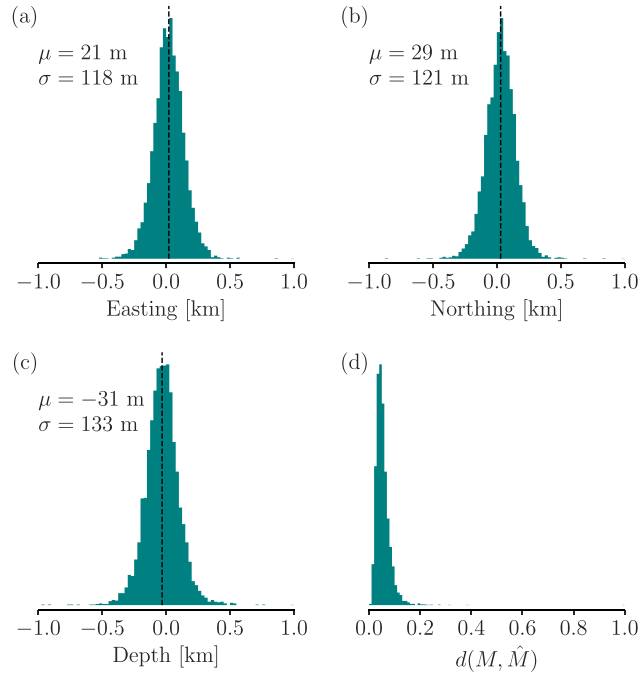 (a)
μ = 21 m
σ = 118 m
−1.0 −0.5 0.0 0.5 1.0
Easting [km]
(b)
μ = 29 m
σ = 121 m
−1.0 −0.5 0.0 0.5 1.0
Northing [km]
(c)
μ = −31 m
σ = 133 m
−1.0 −0.5 0.0 0.5 1.0
Depth [km]
(d)
0.0 0.2 0.4 0.6 0.8 1.0
d(M, M̂)